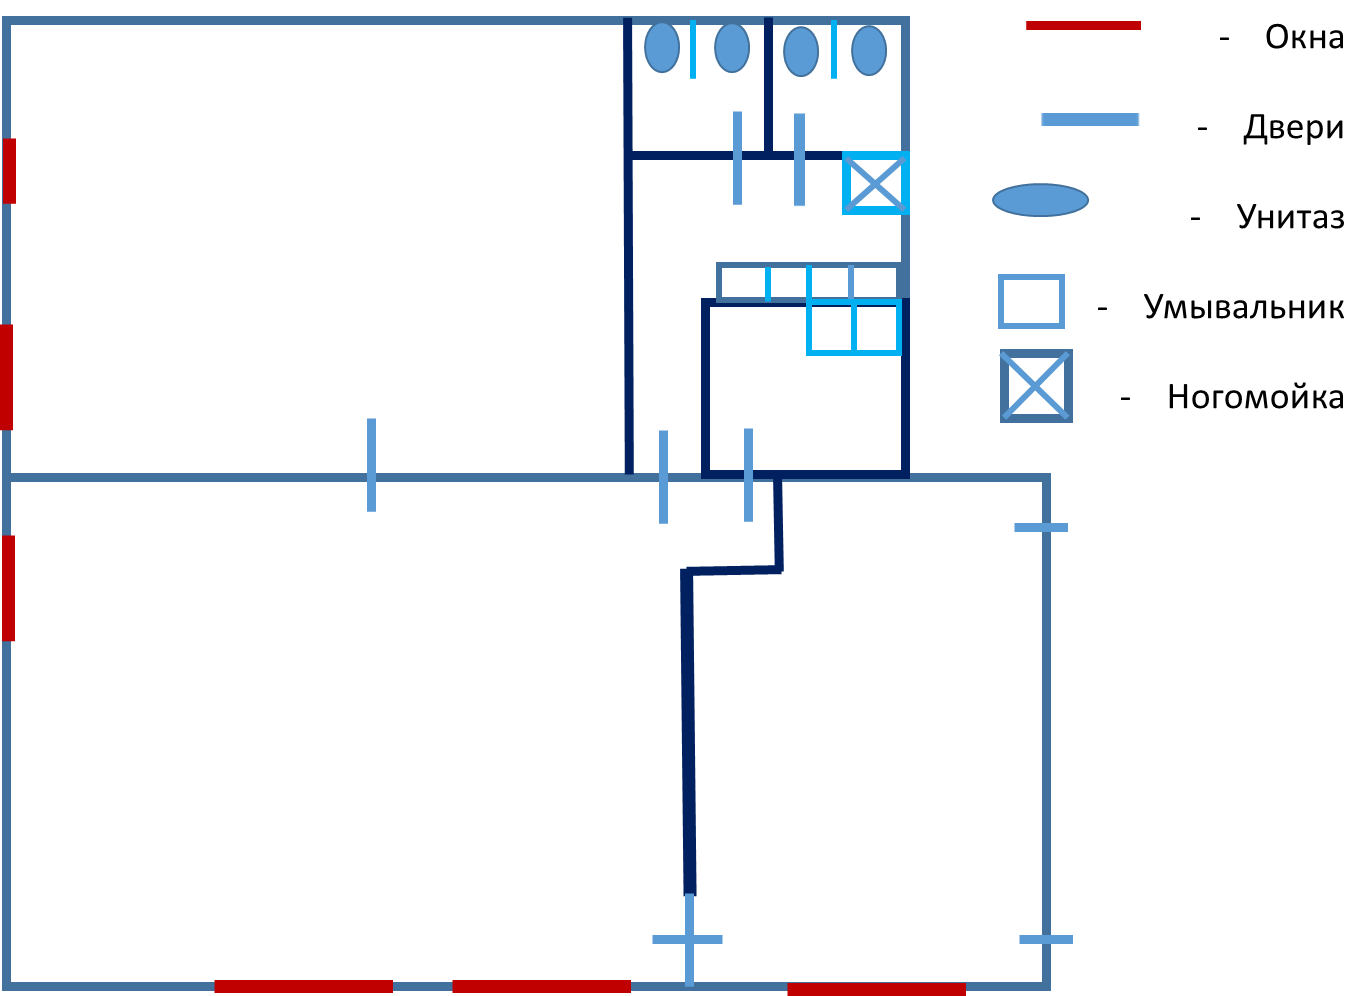 - Окна
- Двери
- Унитаз
- Умывальник
- Ногомойка